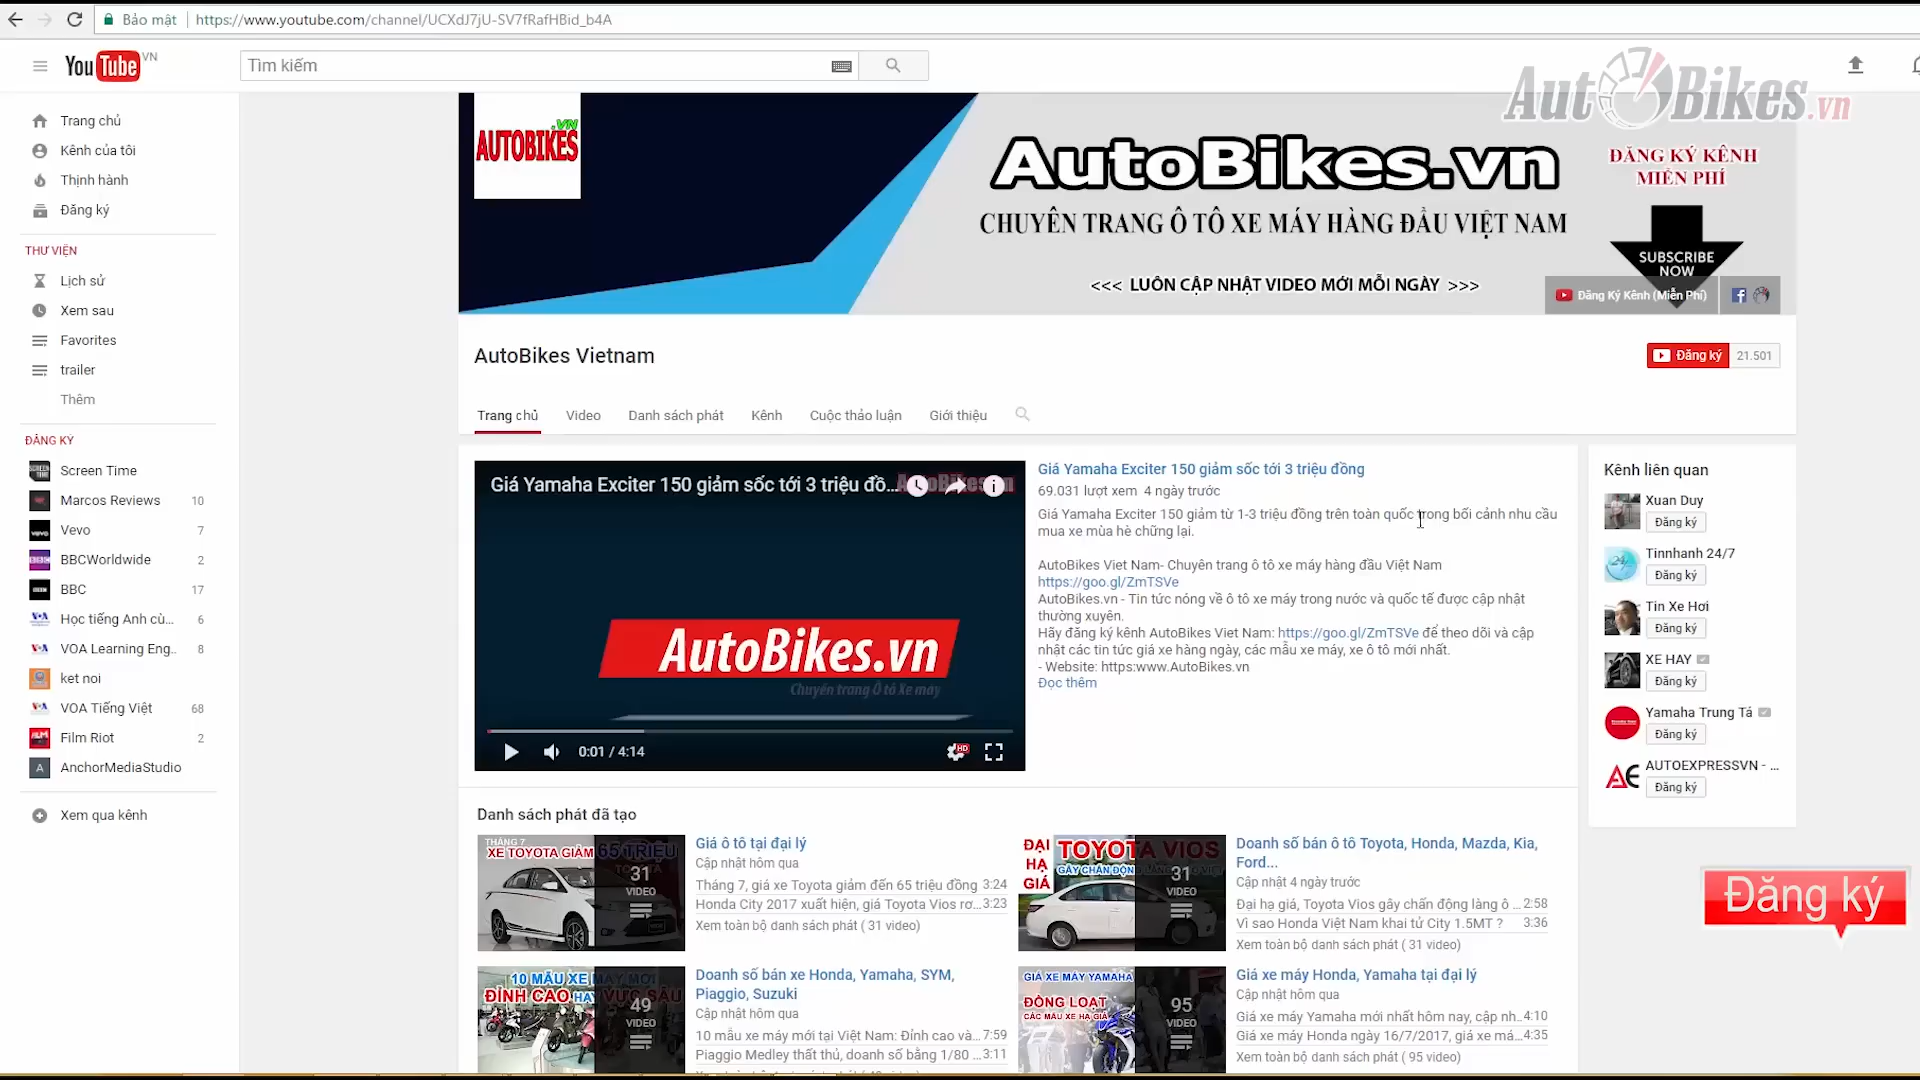 Bảo mật
https://www.youtube.com/channel/UCXdJ7jU-SV7fRafHBid_b4A
YouTube VN
Tìm kiếm
AutoBikes.vn
Trang chủ
Kênh của tôi
Thịnh hành
Đăng ký
THƯ VIỆN
Lịch sử
Xem sau
Favorites
trailer
Thêm
ĐĂNG KÝ
Screen Time
Marcos Reviews 10
Vevo 7
BBCWorldwide 2
BBC 17
Học tiếng Anh cù... 6
VOA Learning Eng.. 8
ket noi
VOA Tiếng Việt 68
Film Riot 2
AnchorMediaStudio
Xem qua kênh
AUTOBIKES.VN
AutoBikes.vn
CHUYÊN TRANG Ô TÔ XE MÁY HÀNG ĐẦU VIỆT NAM
<<< LUÔN CẬP NHẬT VIDEO MỚI MỖI NGÀY >>>
ĐĂNG KÝ KÊNH
MIỄN PHÍ
SUBSCRIBE
NOW
Đăng Ký Kênh (Miễn Phí)
AutoBikes Vietnam
Đăng ký 21.501
Trang chủ Video Danh sách phát Kênh Cuộc thảo luận Giới thiệu
Giá Yamaha Exciter 150 giảm sốc tới 3 triệu đồ...
AutoBikes.vn
Chuyên trang Ô tô Xe máy
0:01 / 4:14
HD
Giá Yamaha Exciter 150 giảm sốc tới 3 triệu đồng
69.031 lượt xem 4 ngày trước
Giá Yamaha Exciter 150 giảm từ 1-3 triệu đồng trên toàn quốc trong bối cảnh nhu cầu
mua xe mùa hè chững lại.
AutoBikes Viet Nam- Chuyên trang ô tô xe máy hàng đầu Việt Nam
https://goo.gl/ZmTSVe
AutoBikes.vn - Tin tức nóng về ô tô xe máy trong nước và quốc tế được cập nhật
thường xuyên.
Hãy đăng ký kênh AutoBikes Viet Nam: https://goo.gl/ZmTSVe để theo dõi và cập
nhật các tin tức giá xe hàng ngày, các mẫu xe máy, xe ô tô mới nhất.
- Website: https:www.AutoBikes.vn
Đọc thêm
Kênh liên quan
Xuan Duy
Đăng ký
Tinnhanh 24/7
Đăng ký
Tin Xe Hơi
Đăng ký
XE HAY
Đăng ký
Yamaha Trung Tá
Đăng ký
AUTOEXPRESSVN - ...
Đăng ký
Danh sách phát đã tạo
THÁNG 7
XE TOYOTA GIẢM 65 TRIỆU
31
VIDEO
Giá ô tô tại đại lý
Cập nhật hôm qua
Tháng 7, giá xe Toyota giảm đến 65 triệu đồng 3:24
Honda City 2017 xuất hiện, giá Toyota Vios rơ... 3:23
Xem toàn bộ danh sách phát ( 31 video)
ĐẠI
HẠ
GIÁ
TOYOTA VIOS
GÂY CHẤN ĐỘN
31
VIDEO
Doanh số bán ô tô Toyota, Honda, Mazda, Kia,
Ford...
Cập nhật 4 ngày trước
Đại hạ giá, Toyota Vios gây chấn động làng ô ... 2:58
Vì sao Honda Việt Nam khai tử City 1.5MT ? 3:36
Xem toàn bộ danh sách phát ( 31 video)
10 MẪU XE MÁY MỚI
ĐỈNH CAO HAY VỰC SÂU
49
VIDEO
Doanh số bán xe Honda, Yamaha, SYM,
Piaggio, Suzuki
Cập nhật hôm qua
10 mẫu xe máy mới tại Việt Nam: Đỉnh cao và... 7:59
Piaggio Medley thất thủ, doanh số bằng 1/80 ... 3:11
GIÁ XE MÁY YAMAHA
ĐỒNG LOẠT
CÁC MẪU XE HẠ GIÁ
95
VIDEO
Giá xe máy Honda, Yamaha tại đại lý
Cập nhật hôm qua
Giá xe máy Yamaha mới nhất hôm nay, cập nh.. 4:10
Giá xe máy Honda ngày 16/7/2017, giá xe má... 4:35
Xem toàn bộ danh sách phát ( 95 video)
Đăng ký